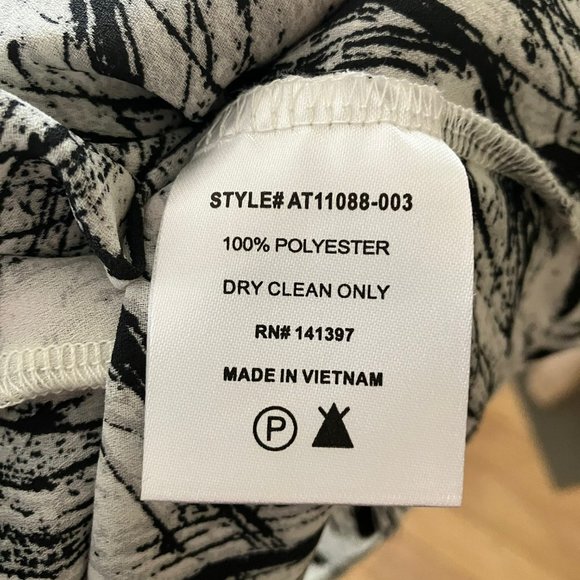 STYLE# AT11088-003
100% POLYESTER
DRY CLEAN ONLY
RN# 141397
MADE IN VIETNAM
P